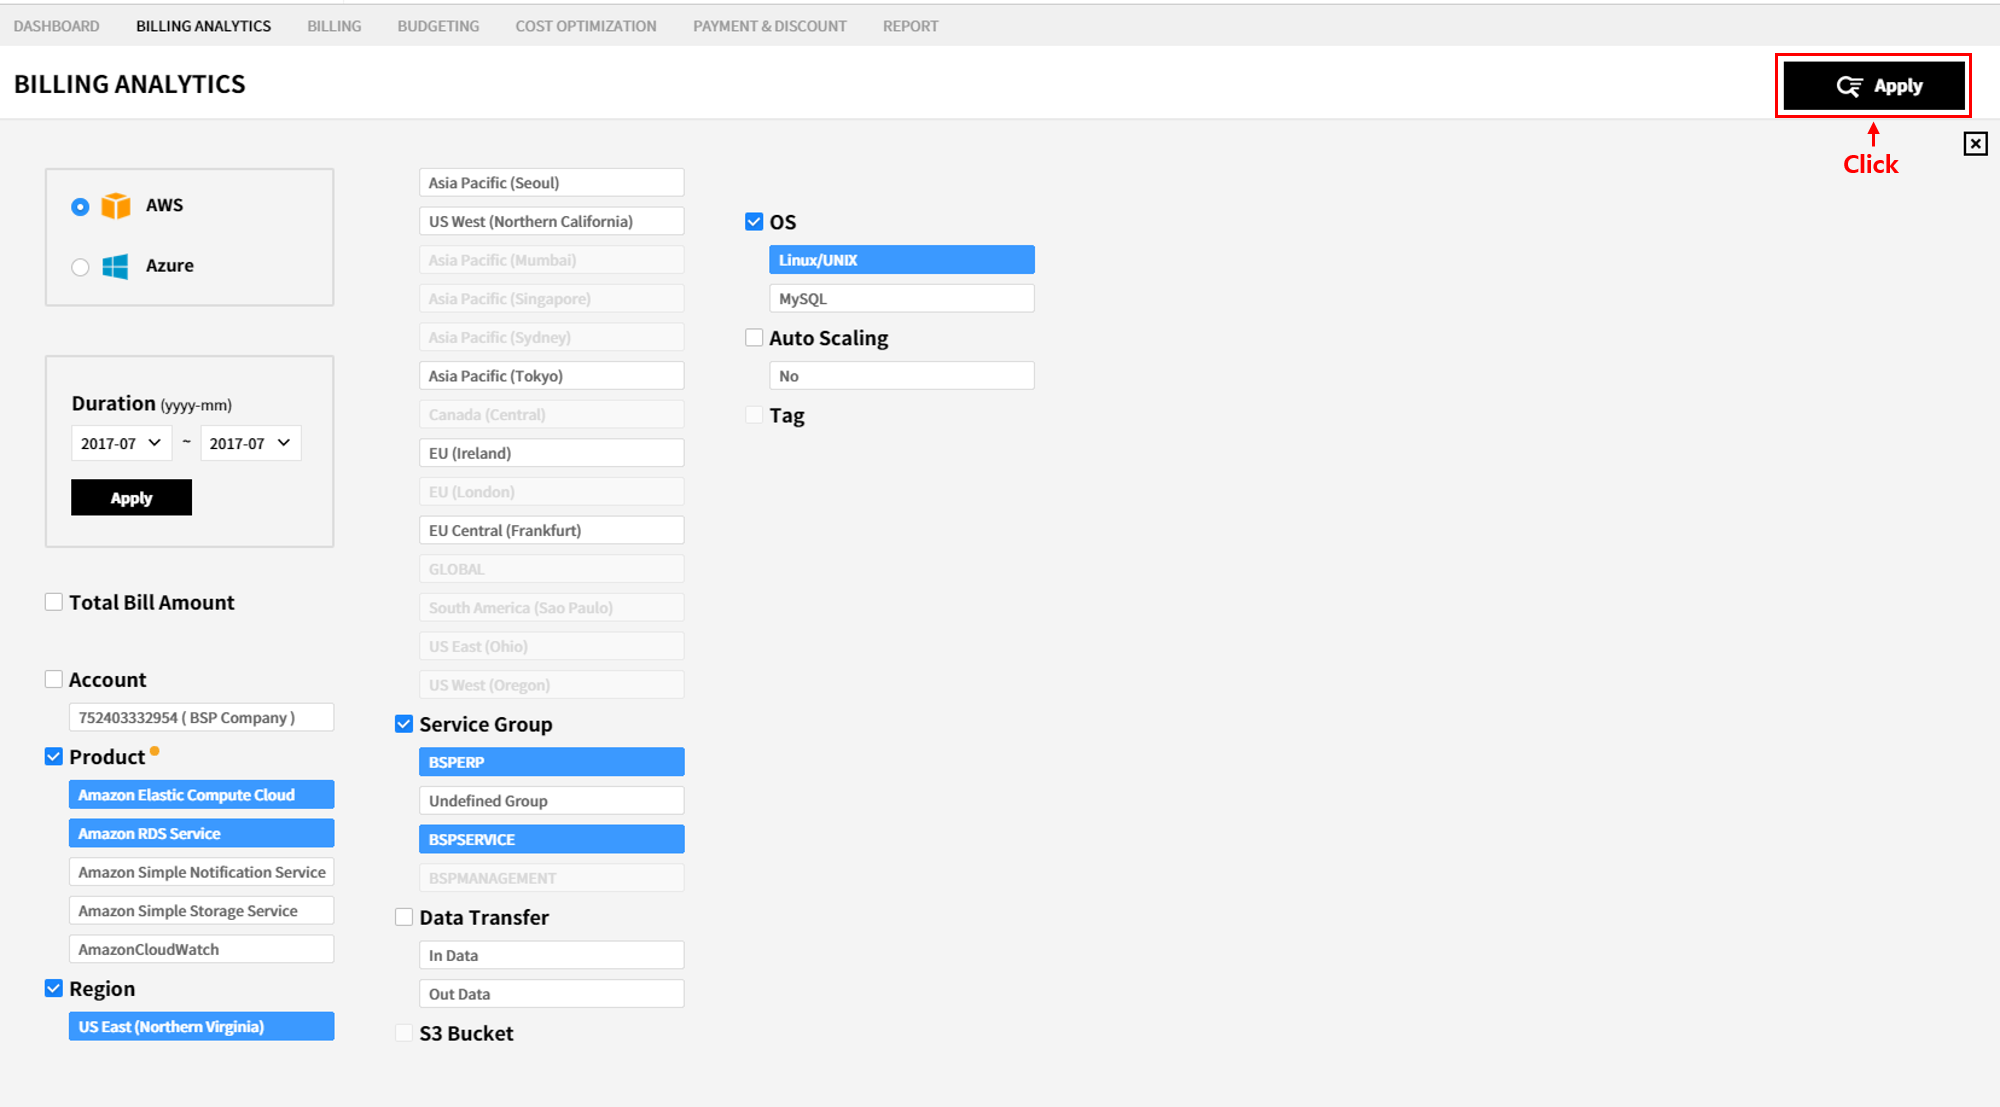 DASHBOARD BILLING ANALYTICS BILLING BUDGETING COST OPTIMIZATION PAYMENT & DISCOUNT REPORT
BILLING ANALYTICS
Apply
Click
AWS
Azure
Duration (yyyy-mm)
2017-07 ~ 2017-07
Apply
Total Bill Amount
Account
752403332954 ( BSP Company )
Product
Amazon Elastic Compute Cloud
Amazon RDS Service
Amazon Simple Notification Service
Amazon Simple Storage Service
AmazonCloudWatch
Region
US East (Northern Virginia)
Asia Pacific (Seoul)
US West (Northern California)
Asia Pacific (Mumbai)
Asia Pacific (Singapore)
Asia Pacific (Sydney)
Asia Pacific (Tokyo)
Canada (Central)
EU (Ireland)
EU (London)
EU Central (Frankfurt)
GLOBAL
South America (Sao Paulo)
US East (Ohio)
US West (Oregon)
Service Group
BSPERP
Undefined Group
BSPSERVICE
BSPMANAGEMENT
Data Transfer
In Data
Out Data
S3 Bucket
OS
Linux/UNIX
MySQL
Auto Scaling
No
Tag